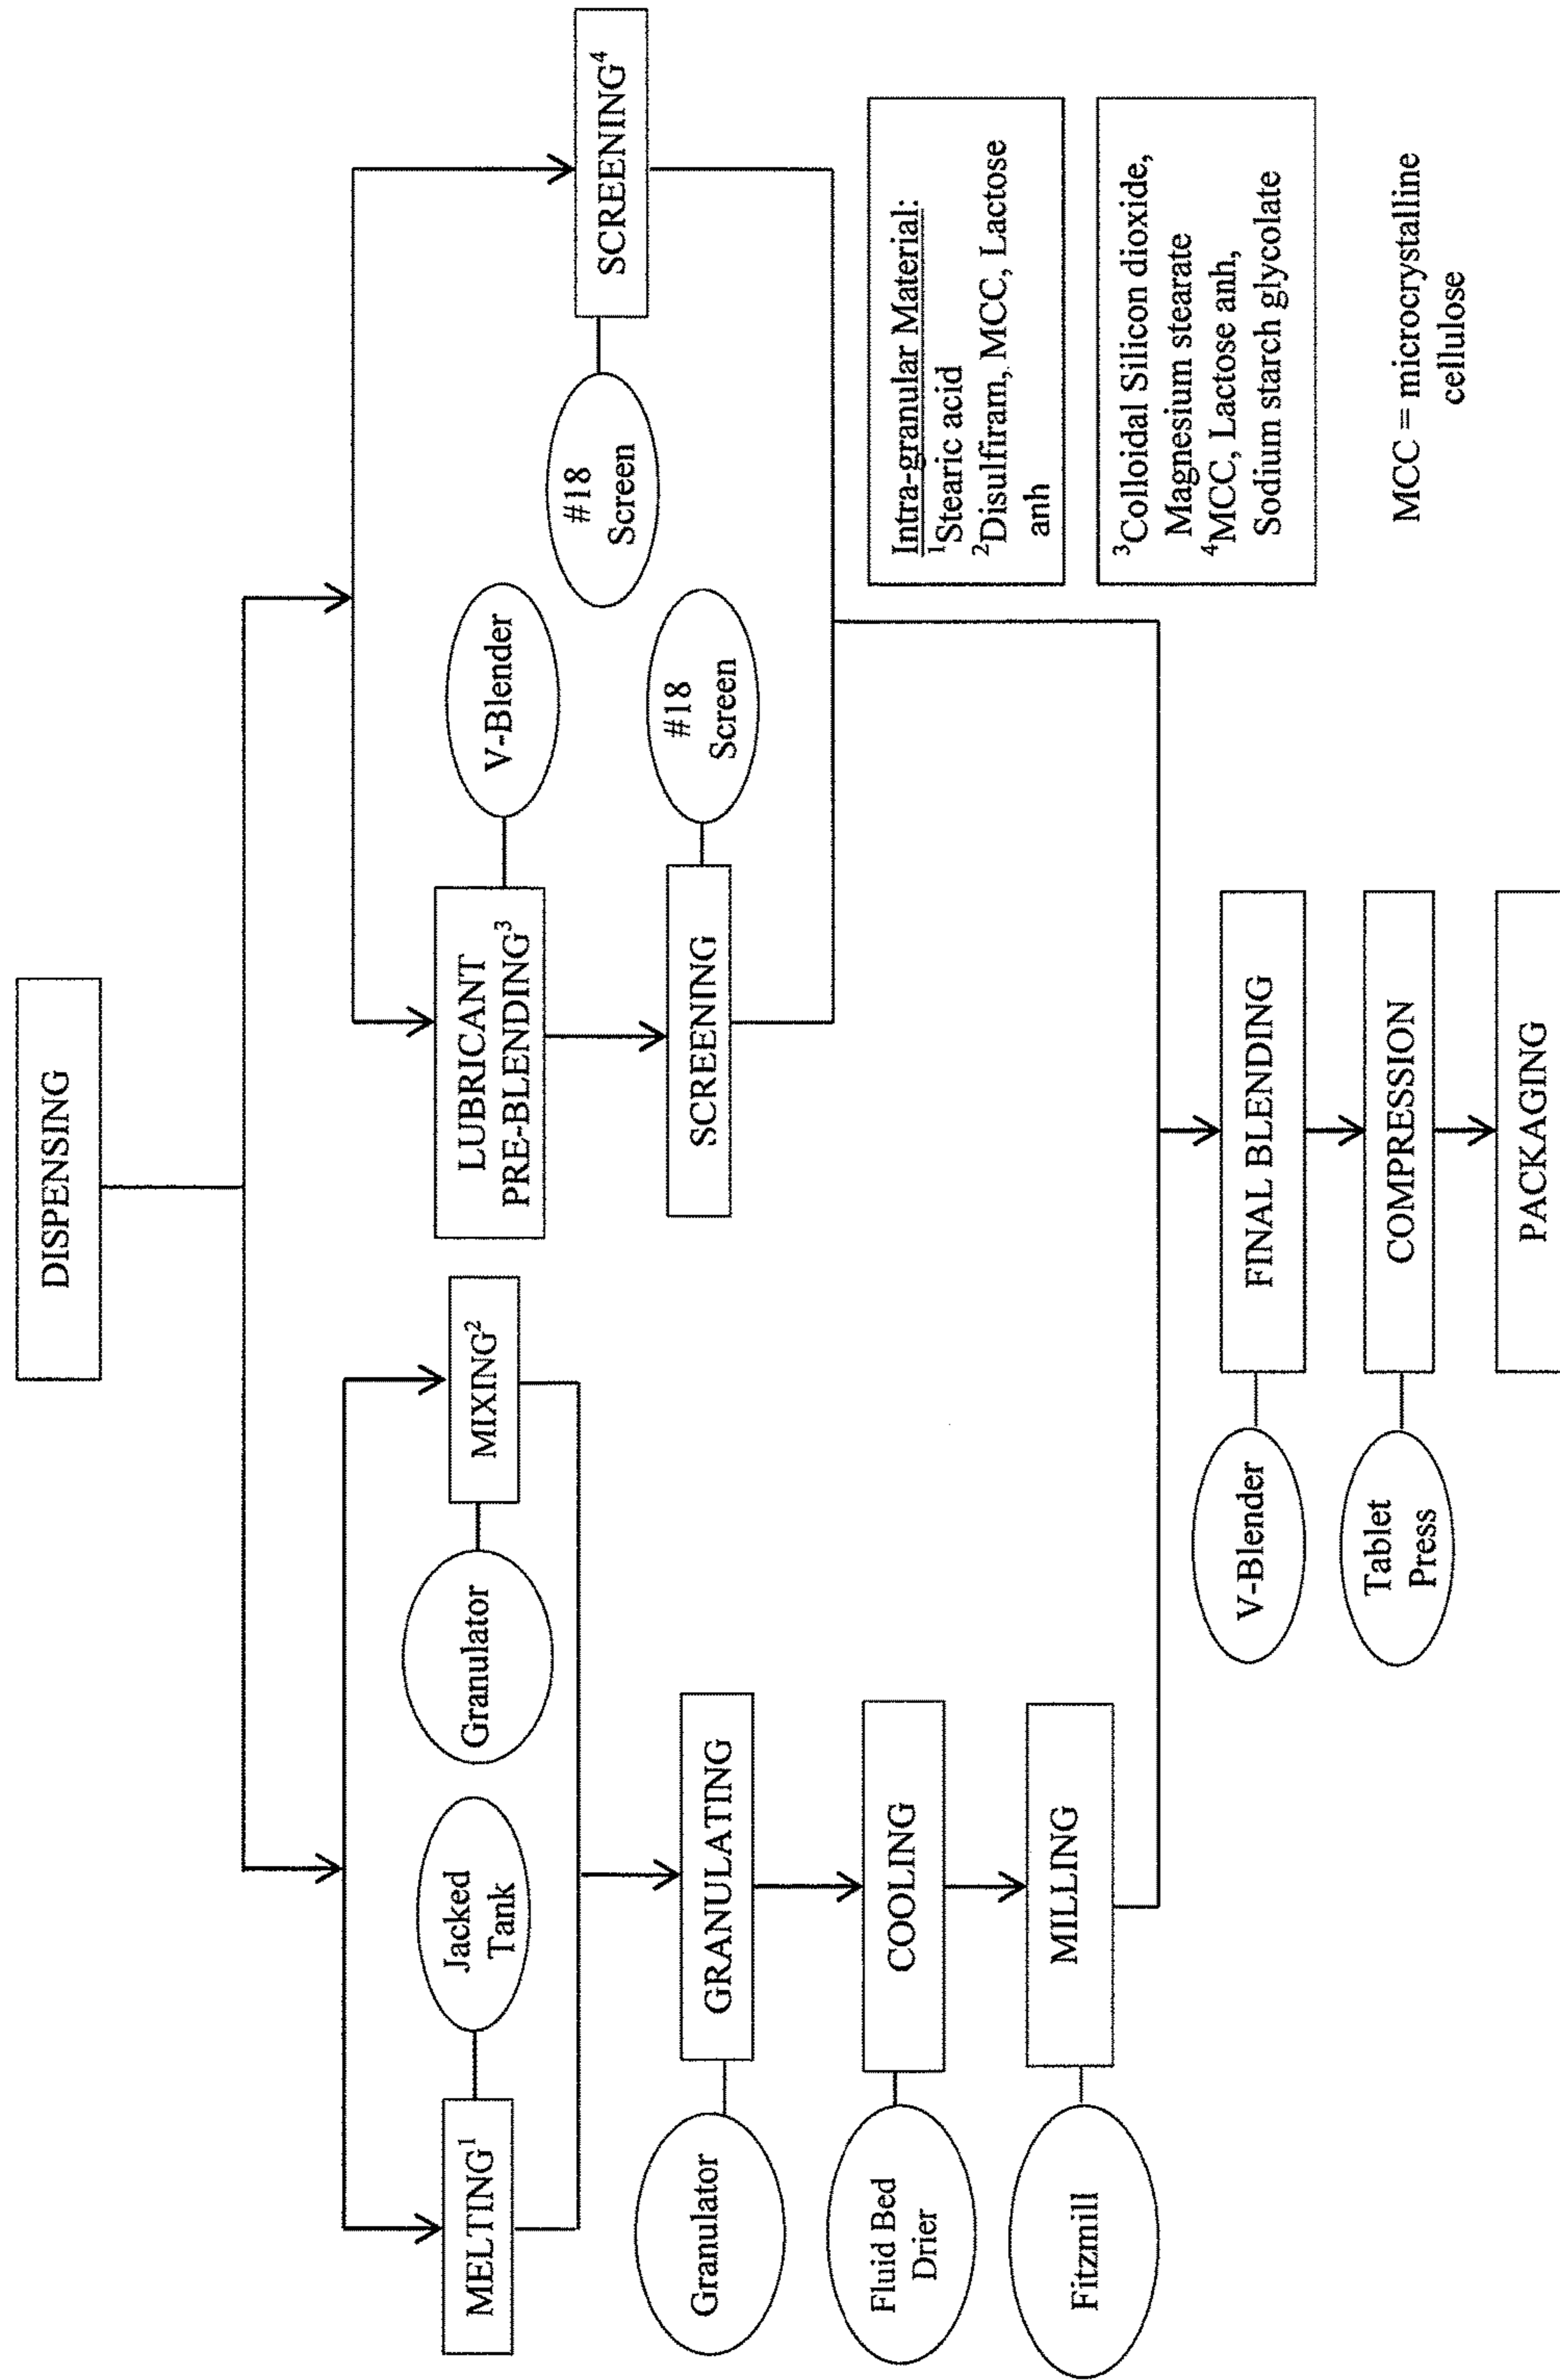 DISPENSING
MELTING¹
Jacked
Tank
Granulator
MIXING²
LUBRICANT
PRE-BLENDING³
V-Blender
SCREENING
#18
Screen
#18
Screen
SCREENING⁴
Granulator
GRANULATING
Fluid Bed
Drier
COOLING
Fitzmill
MILLING
Intra-granular Material:
¹Stearic acid
²Disulfiram, MCC, Lactose
anh
³Colloidal Silicon dioxide,
Magnesium stearate
⁴MCC, Lactose anh,
Sodium starch glycolate
MCC = microcrystalline
cellulose
V-Blender
FINAL BLENDING
Tablet
Press
COMPRESSION
PACKAGING